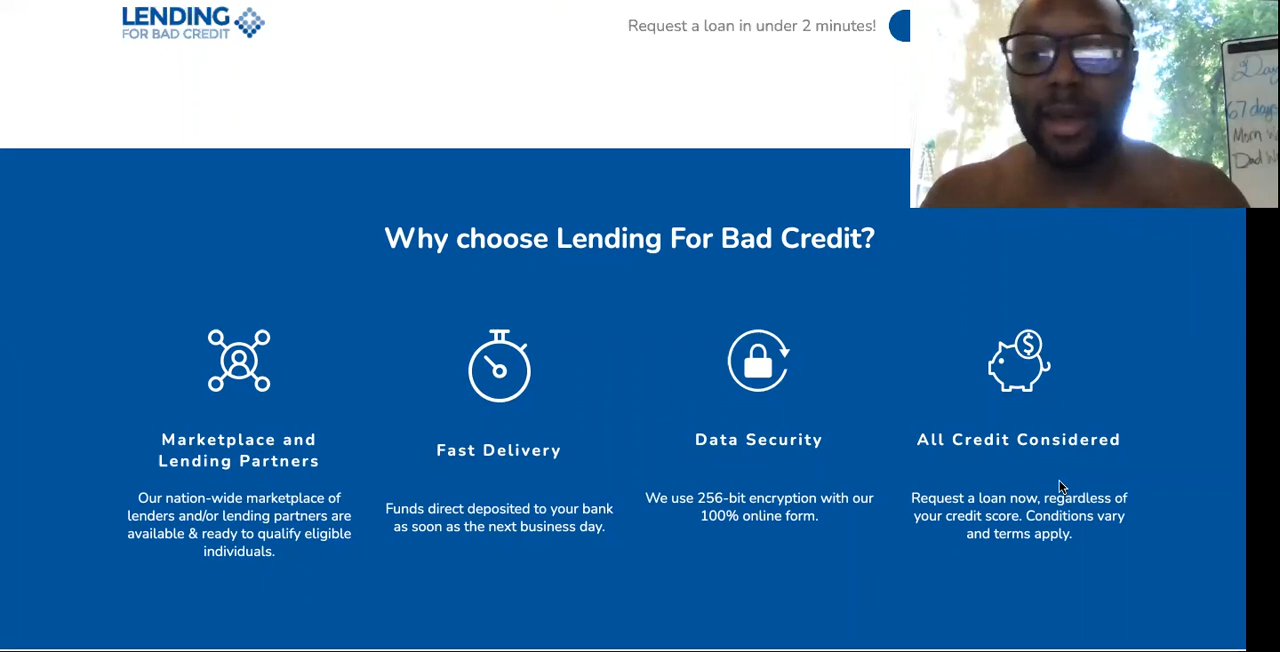 LENDING
FOR BAD CREDIT
Request a loan in under 2 minutes!
67 days
Mom
Dad
Why choose Lending For Bad Credit?
Marketplace and
Lending Partners
Our nation-wide marketplace of
lenders and/or lending partners are
available & ready to qualify eligible
individuals.
Fast Delivery
Funds direct deposited to your bank
as soon as the next business day.
Data Security
We use 256-bit encryption with our
100% online form.
All Credit Considered
Request a loan now, regardless of
your credit score. Conditions vary
and terms apply.